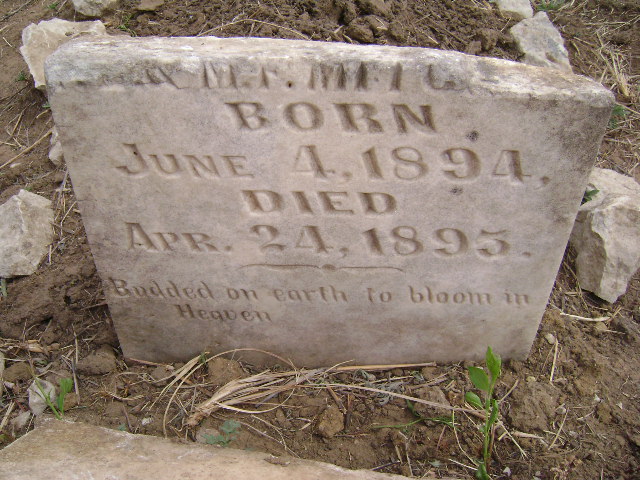 & M.F.
BORN
JUNE 4, 1894,
DIED
APR. 24, 1895.
Budded on earth to bloom in
Heaven